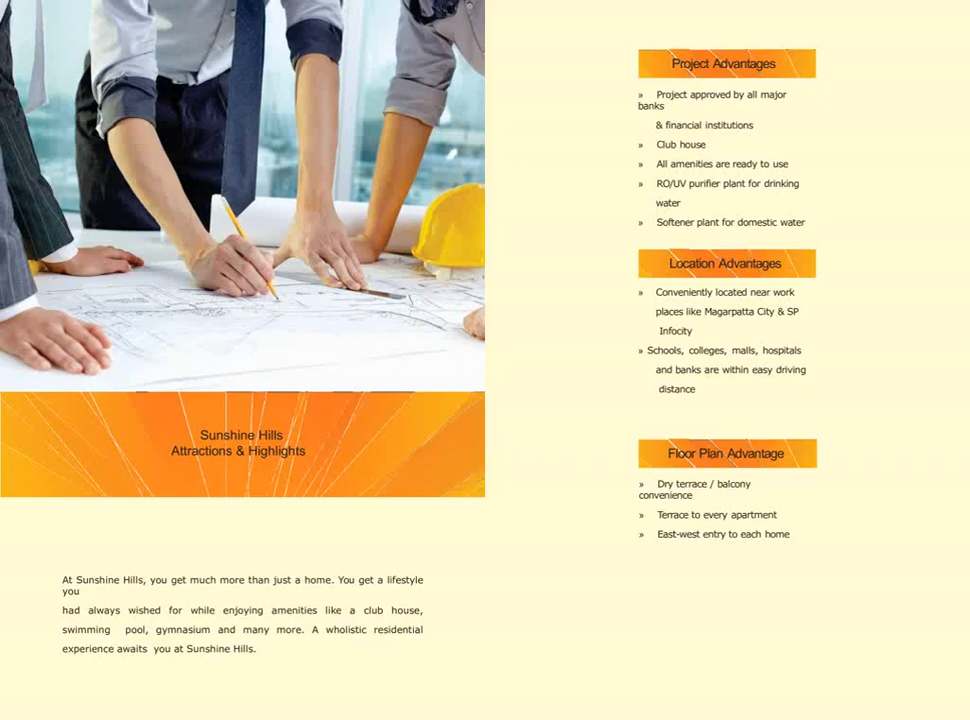 Sunshine Hills
Attractions & Highlights
At Sunshine Hills, you get much more than just a home. You get a lifestyle
you
had always wished for while enjoying amenities like a club house,
swimming pool, gymnasium and many more. A wholistic residential
experience awaits you at Sunshine Hills.
Project Advantages
» Project approved by all major
banks
& financial institutions
» Club house
» All amenities are ready to use
» RO/UV purifier plant for drinking
water
» Softener plant for domestic water
Location Advantages
» Conveniently located near work
places like Magarpatta City & SP
Infocity
» Schools, colleges, malls, hospitals
and banks are within easy driving
distance
Floor Plan Advantage
» Dry terrace / balcony
convenience
» Terrace to every apartment
» East-west entry to each home